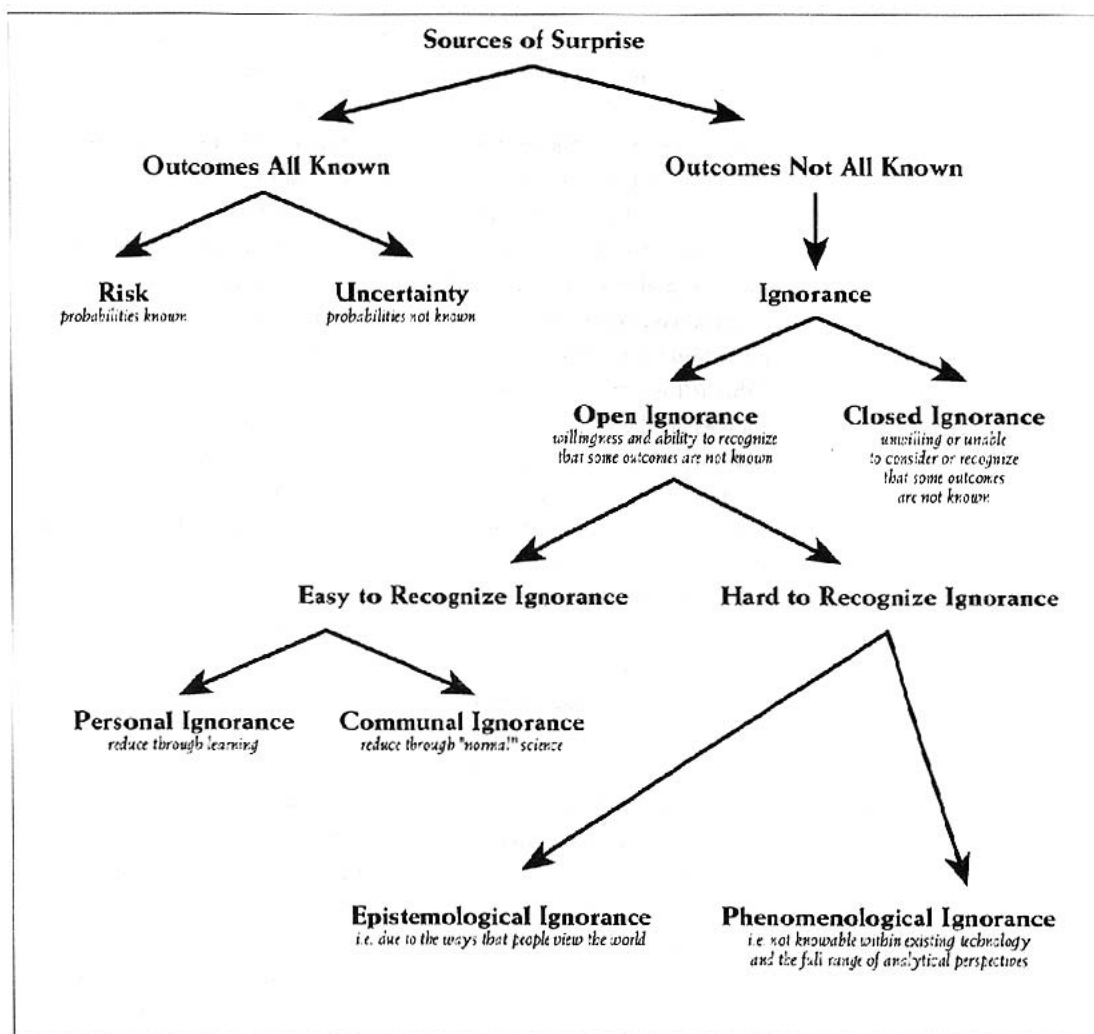 Sources of Surprise
Outcomes All Known
Outcomes Not All Known
Risk
probabilities known
Uncertainty
probabilities not known
Ignorance
Open Ignorance
willingness and ability to recognize
that some outcomes are not known
Closed Ignorance
unwilling or unable
to consider or recognize
that some outcomes
are not known
Easy to Recognize Ignorance
Hard to Recognize Ignorance
Personal Ignorance
reduce through learning
Communal Ignorance
reduce through "normal" science
Epistemological Ignorance
i.e. due to the ways that people view the world
Phenomenological Ignorance
i.e. not knowable within existing technology
and the full range of analytical perspectives